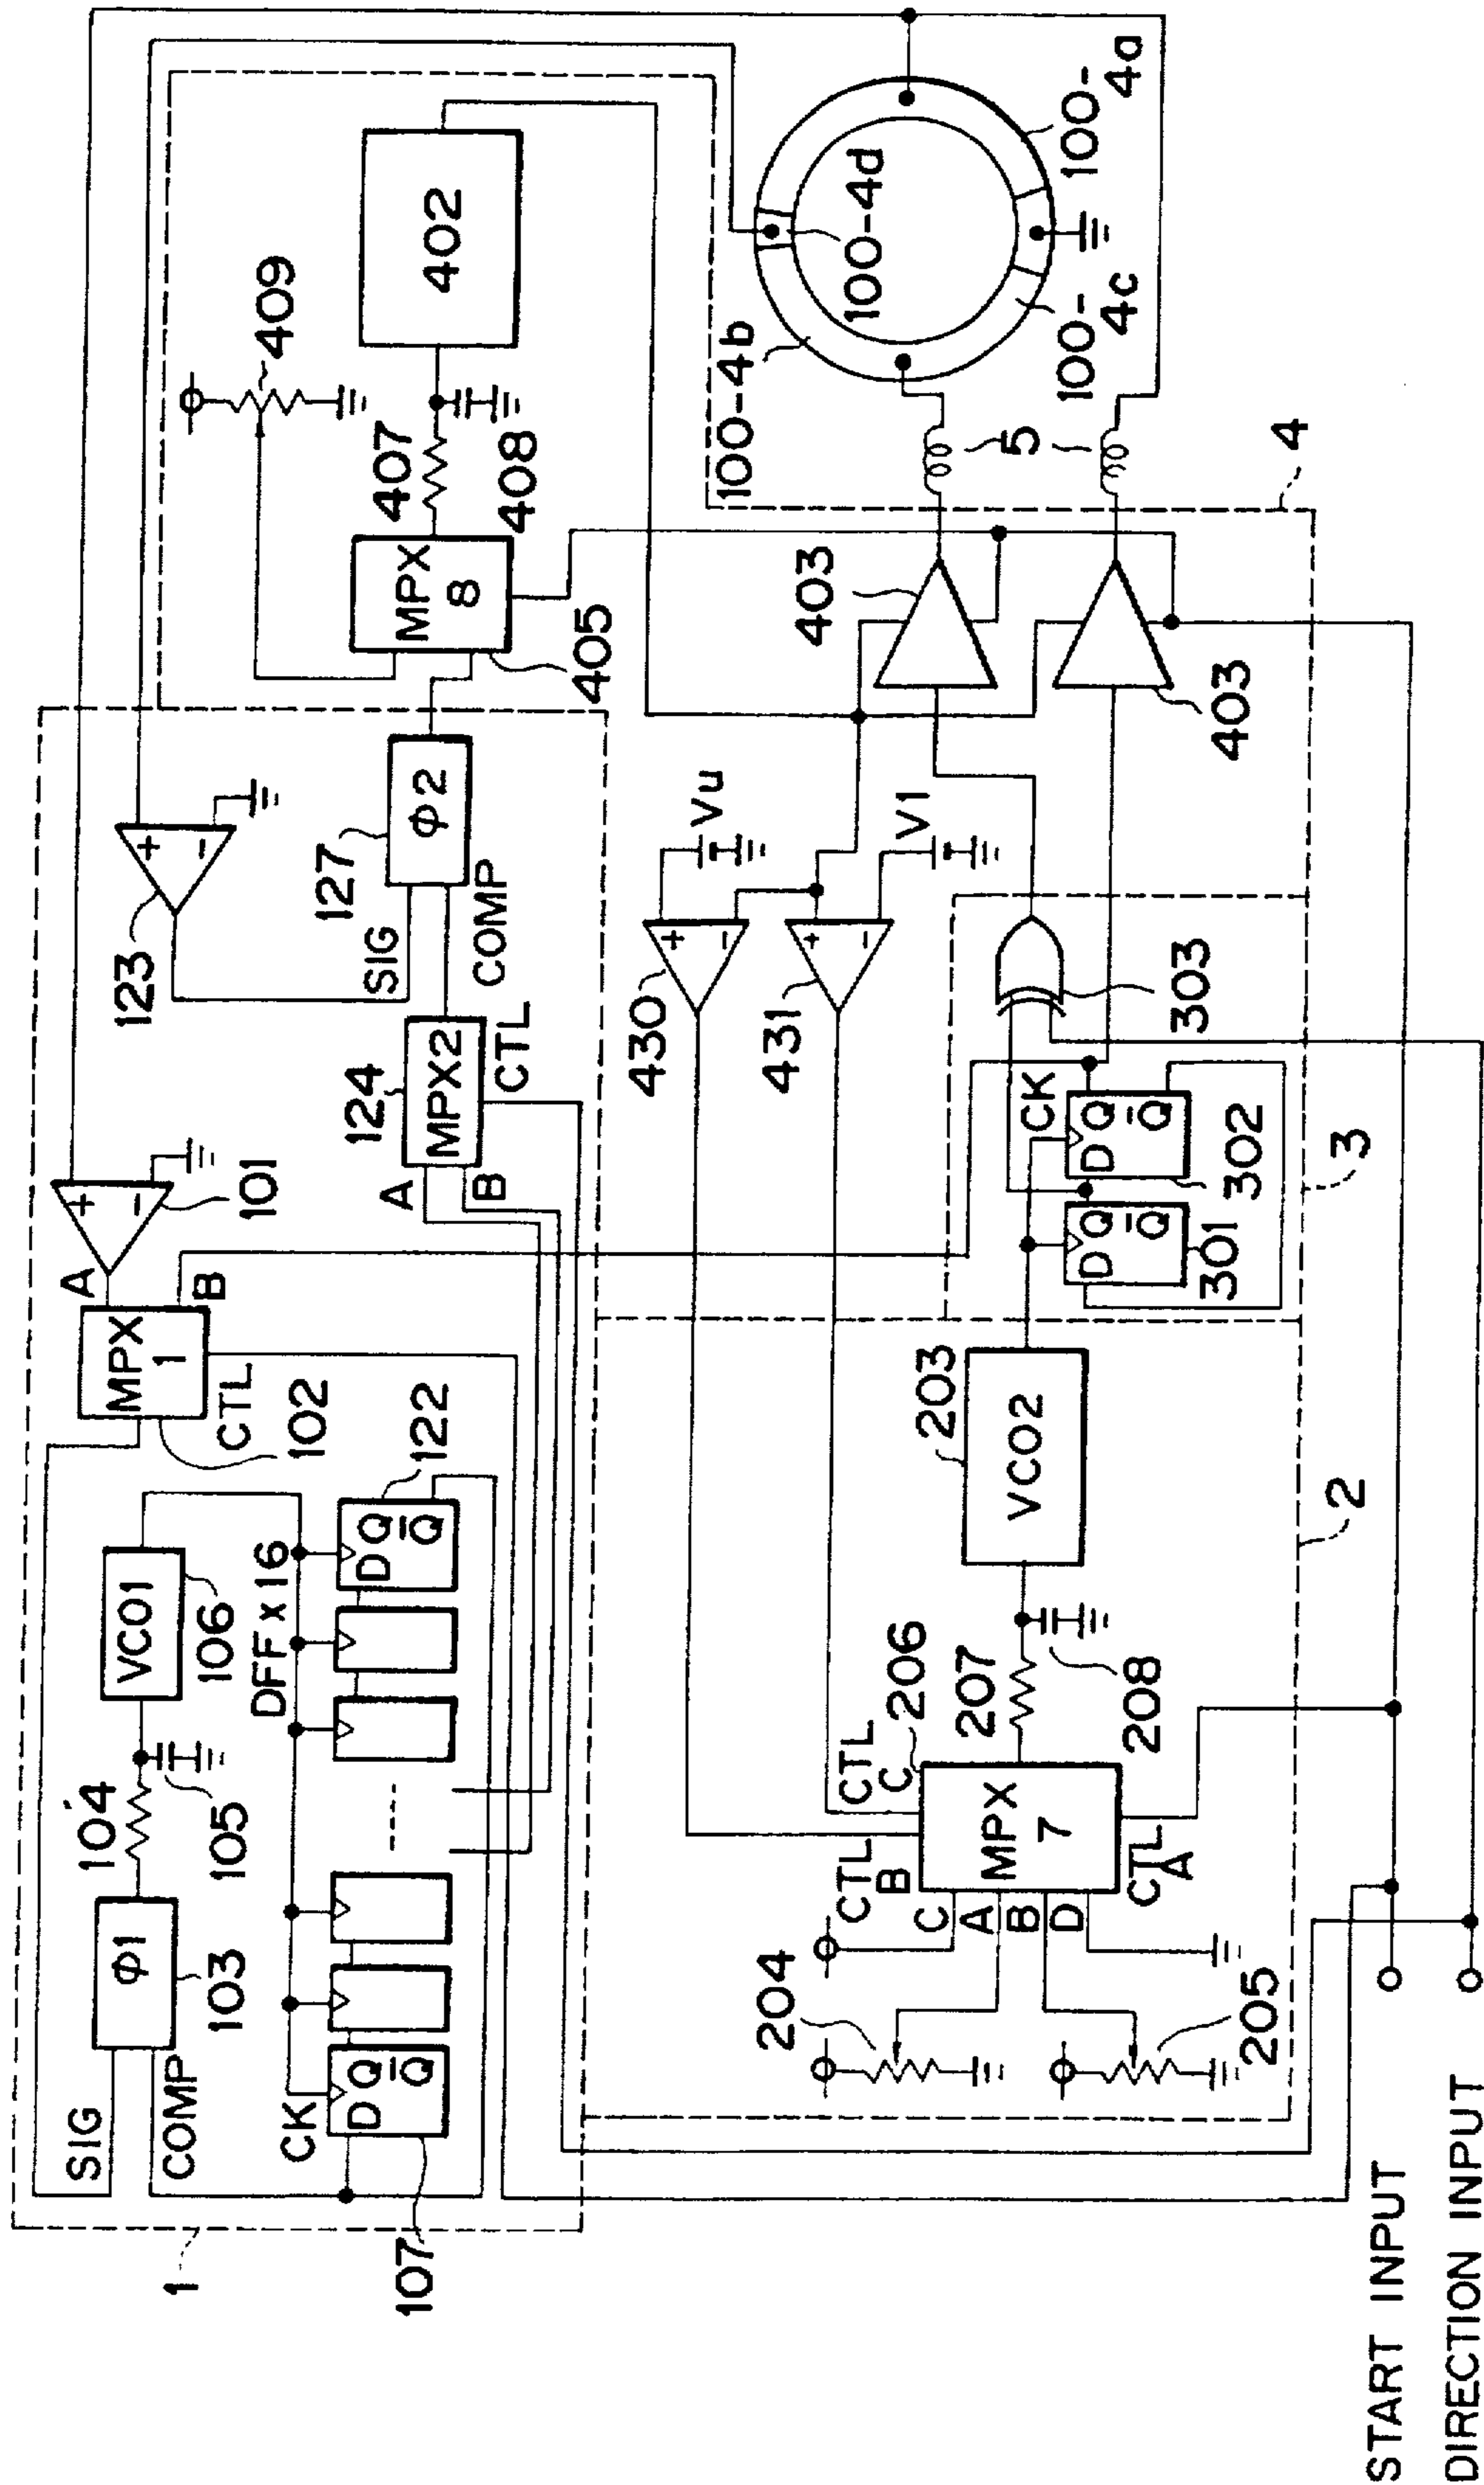 1
SIG
COMP
Φ1
103
104
105
VCO1
106
MPX
1
A
B
CTL
102
+
-
101
CK
D Q
Q̅
107
DFF x 16
D Q
Q̅
122
A
B
MPX2
124
CTL
+
-
123
SIG
COMP
Φ2
127
MPX
8
405
407
408
409
402
430
+
-
Vu
431
+
-
V1
403
403
4
5
100-4b
100-4d
100-4c
100-4a
204
205
C
A
B
D
CTL
B
CTL
C
CTL
A
MPX
7
206
207
208
VCO2
203
2
D Q
Q̅
301
CK
D Q
Q̅
302
303
3
START INPUT
DIRECTION INPUT